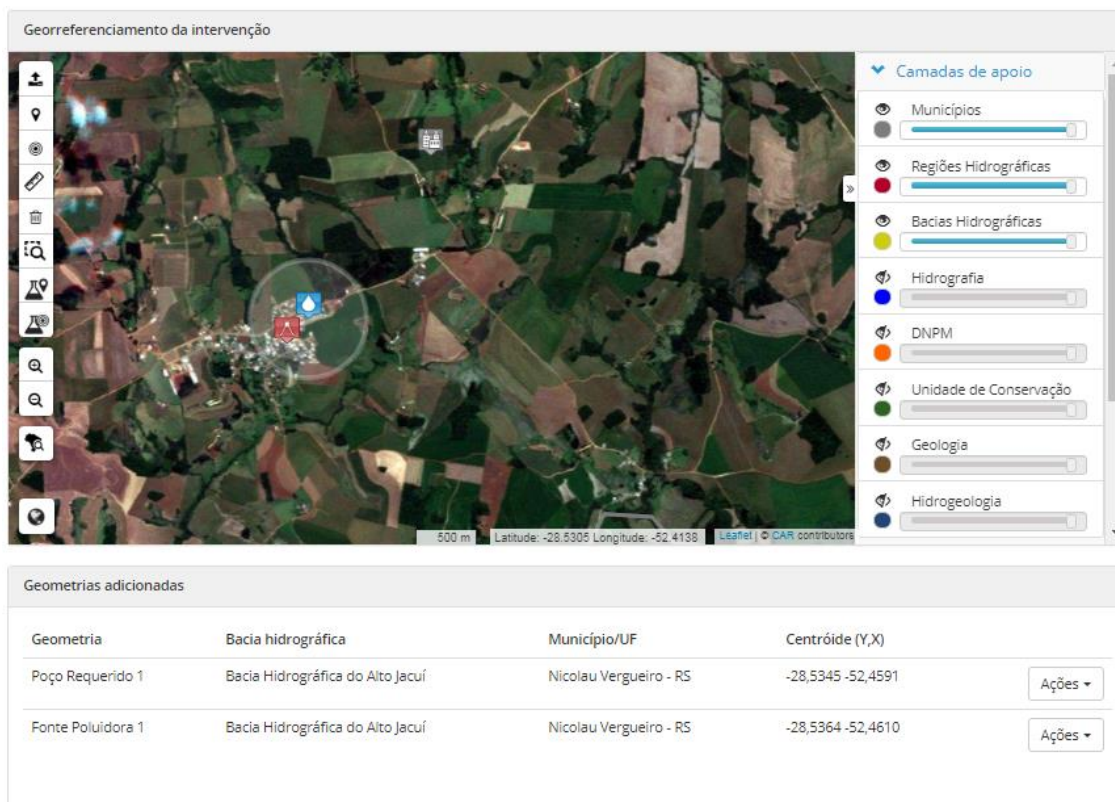 Georreferenciamento da intervenção
Camadas de apoio
Municípios
Regiões Hidrográficas
Bacias Hidrográficas
Hidrografia
DNPM
Unidade de Conservação
Geologia
Hidrogeologia
500 m
Latitude: -28.5305 Longitude: -52.4138
Leaflet | © CAR contributors
Geometrias adicionadas
Geometria Bacia hidrográfica Município/UF Centróide (Y,X)
Poço Requerido 1 Bacia Hidrográfica do Alto Jacuí Nicolau Vergueiro - RS -28,5345 -52,4591 Ações
Fonte Poluidora 1 Bacia Hidrográfica do Alto Jacuí Nicolau Vergueiro - RS -28,5364 -52,4610 Ações